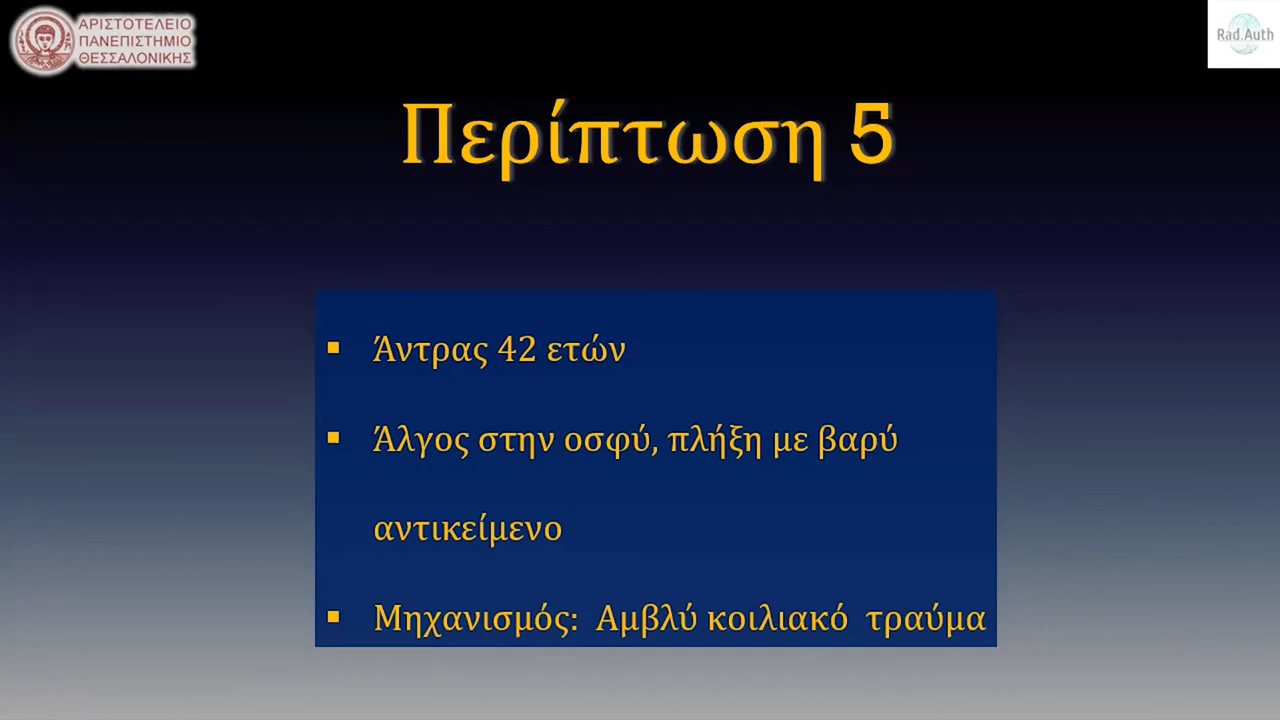 ΑΡΙΣΤΟΤΕΛΕΙΟ
ΠΑΝΕΠΙΣΤΗΜΙΟ
ΘΕΣΣΑΛΟΝΙΚΗΣ
Rad.Auth
Περίπτωση 5
▪ Άντρας 42 ετών
▪ Άλγος στην οσφύ, πλήξη με βαρύ
αντικείμενο
▪ Μηχανισμός: Αμβλύ κοιλιακό τραύμα